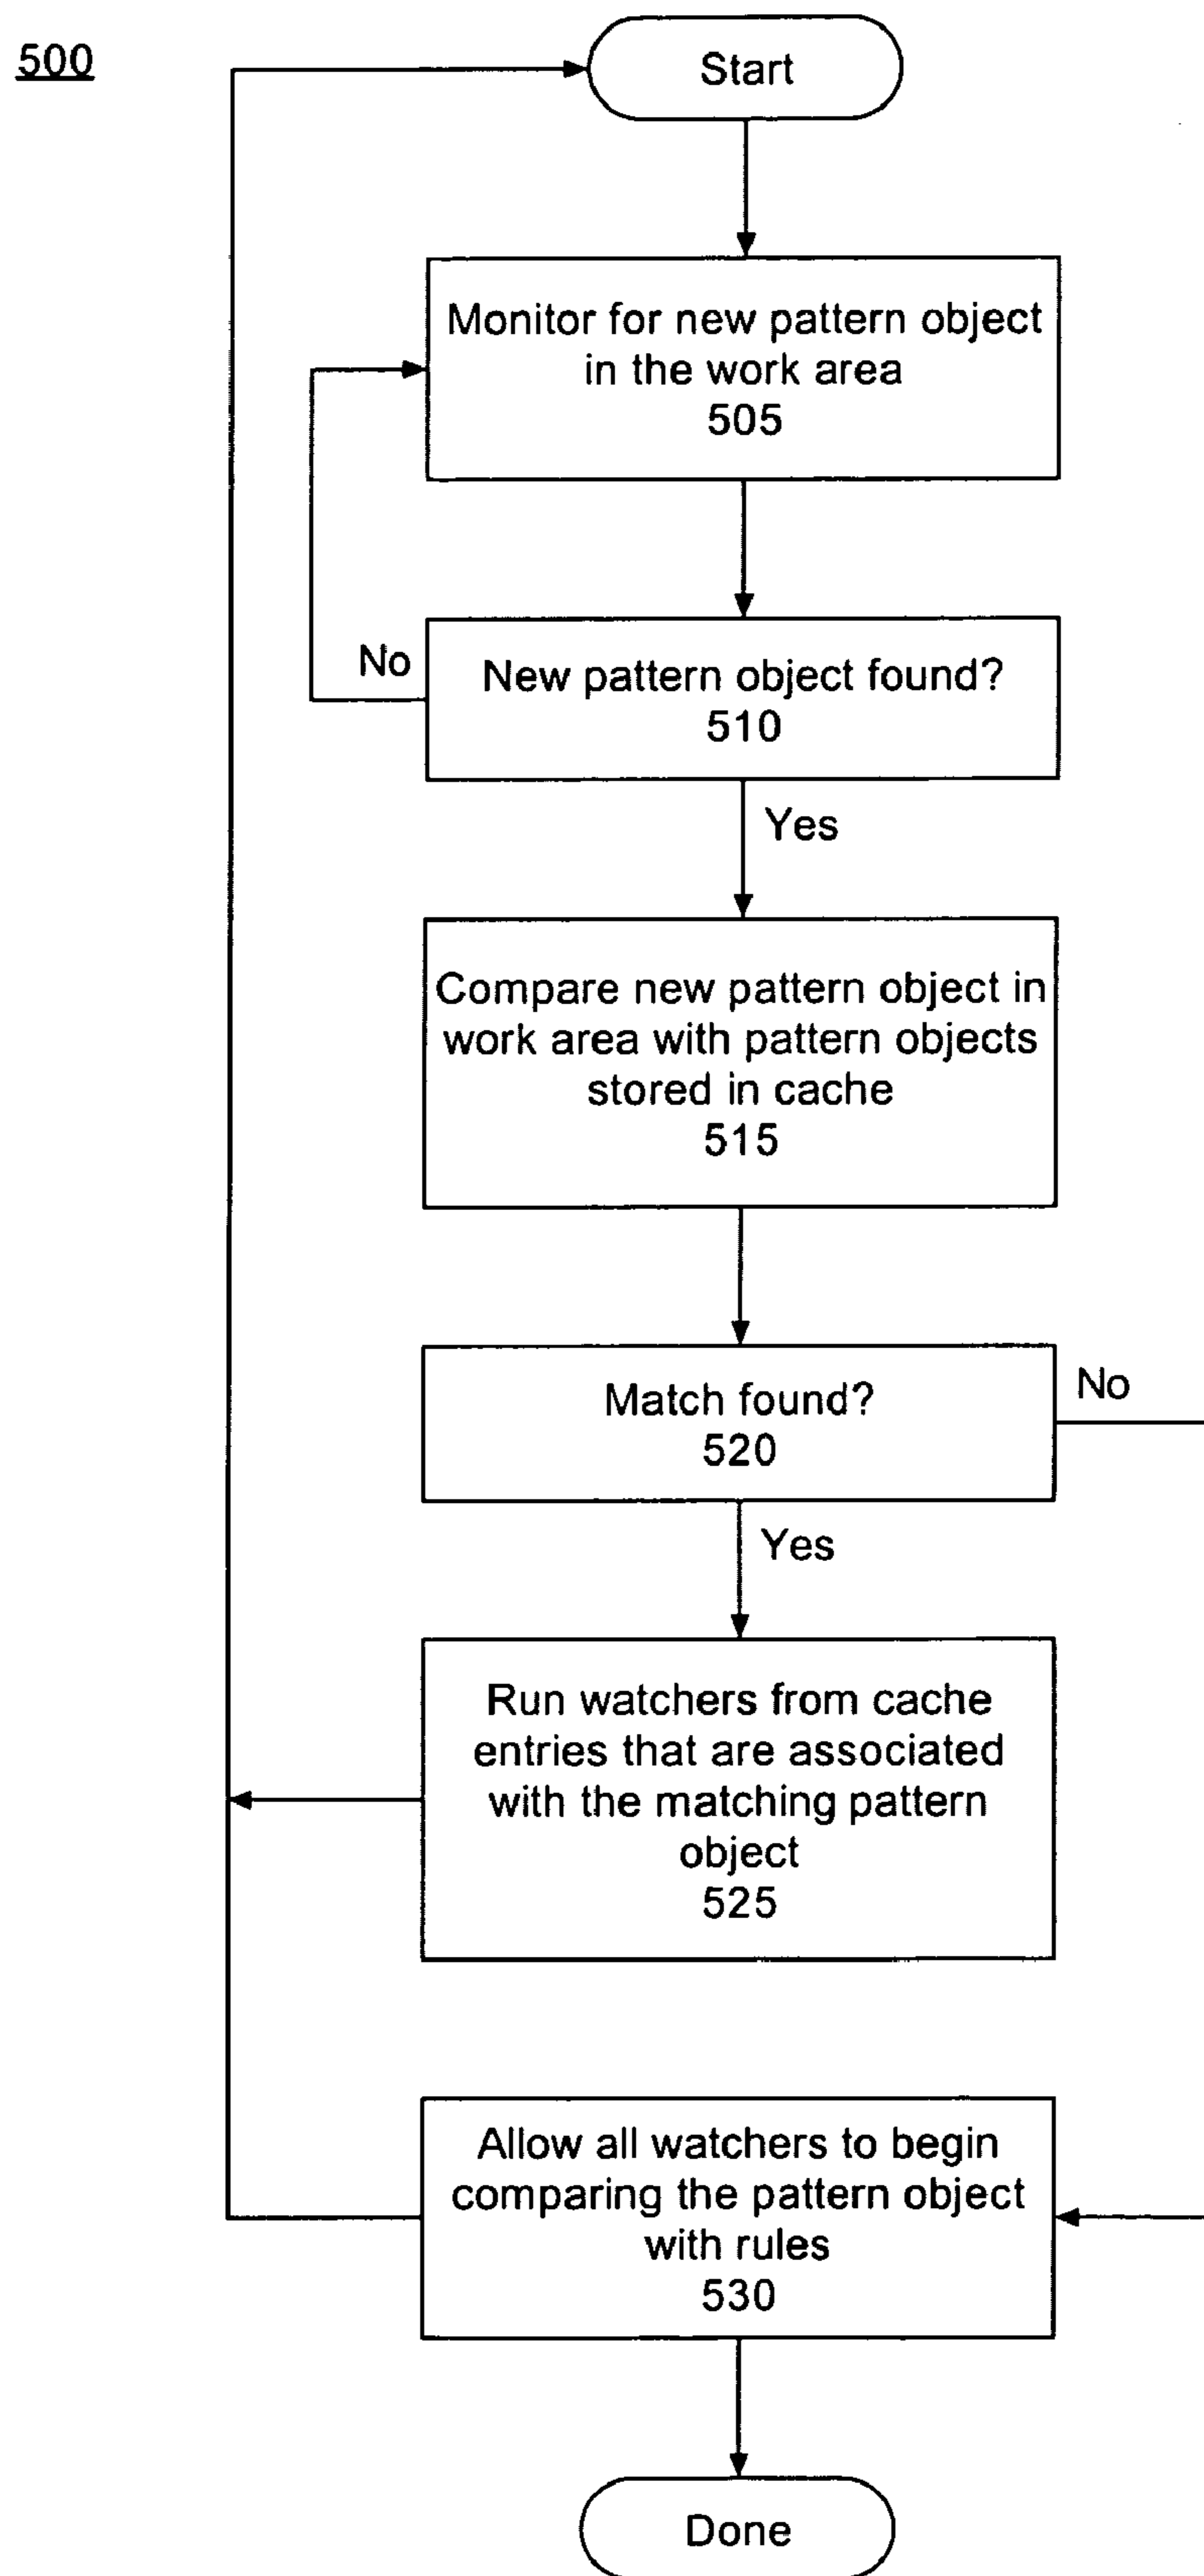 500
Start
Monitor for new pattern object
in the work area
505
No
New pattern object found?
510
Yes
Compare new pattern object in
work area with pattern objects
stored in cache
515
Match found?
520
No
Yes
Run watchers from cache
entries that are associated
with the matching pattern
object
525
Allow all watchers to begin
comparing the pattern object
with rules
530
Done